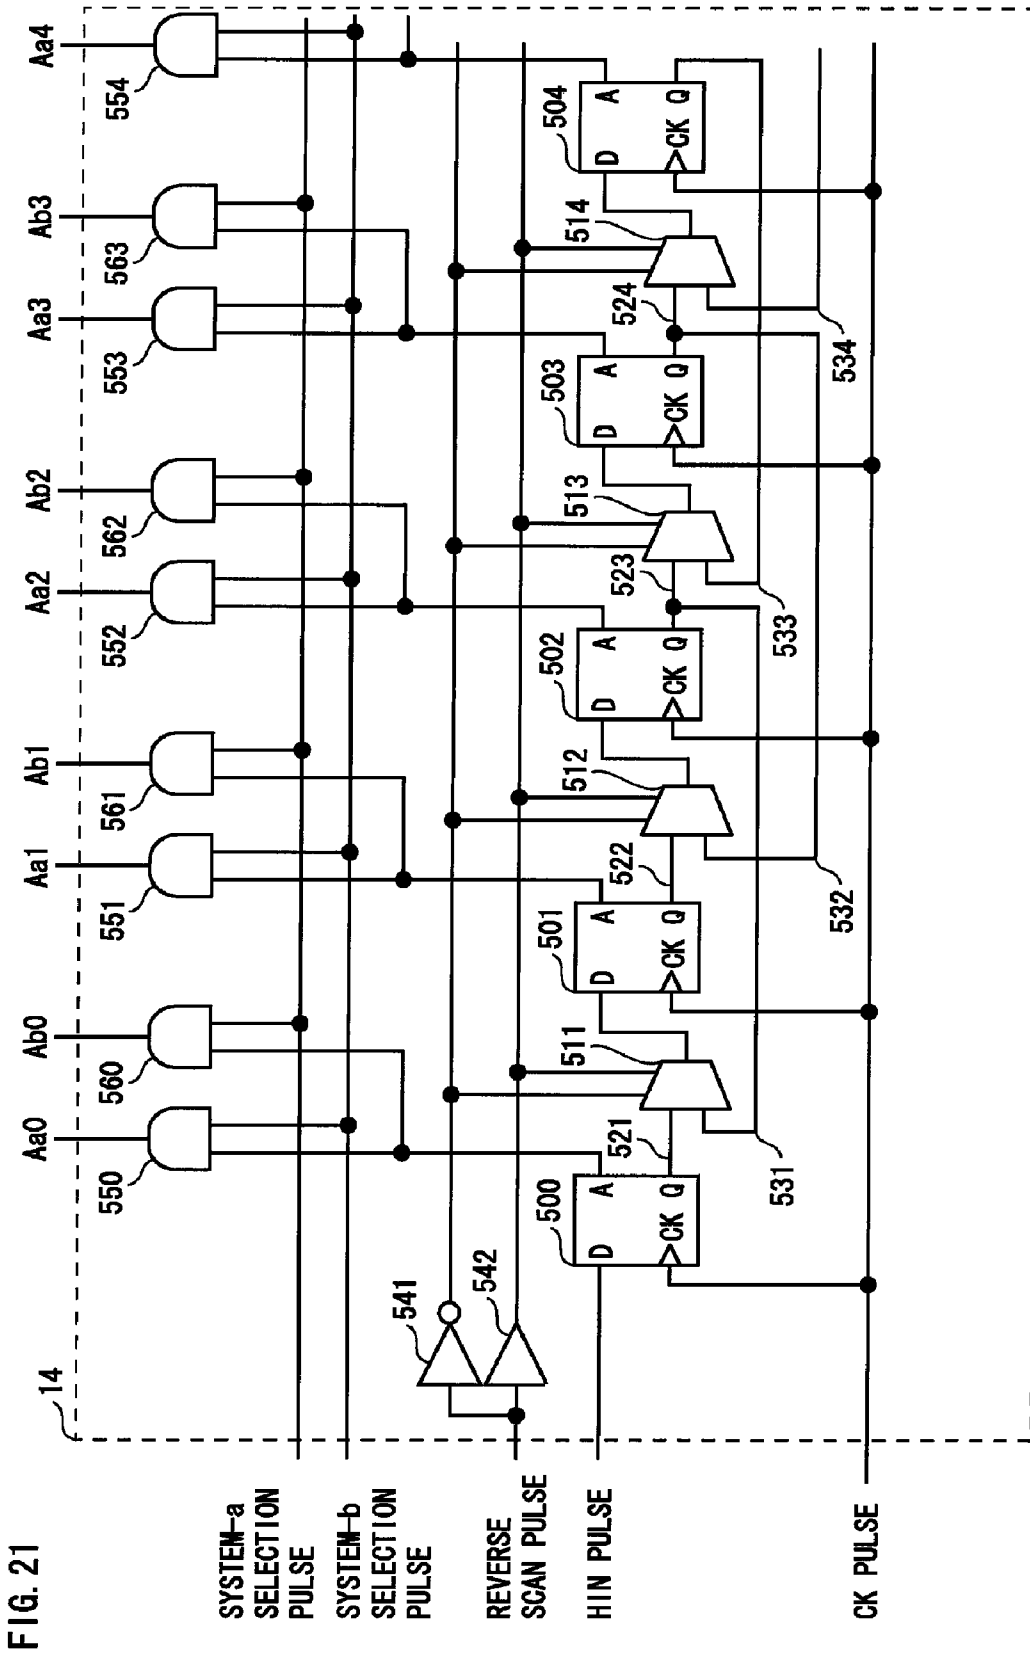 FIG. 21
14
Aa0
Ab0
Aa1
Ab1
Aa2
Ab2
Aa3
Ab3
Aa4
550
560
551
561
552
562
553
563
554
SYSTEM-a
SELECTION
PULSE
SYSTEM-b
SELECTION
PULSE
REVERSE
SCAN PULSE
HIN PULSE
CK PULSE
541
542
500
D
A
CK
Q
521
531
511
501
D
A
CK
Q
522
532
512
502
D
A
CK
Q
523
533
513
503
D
A
CK
Q
524
534
514
504
D
A
CK
Q